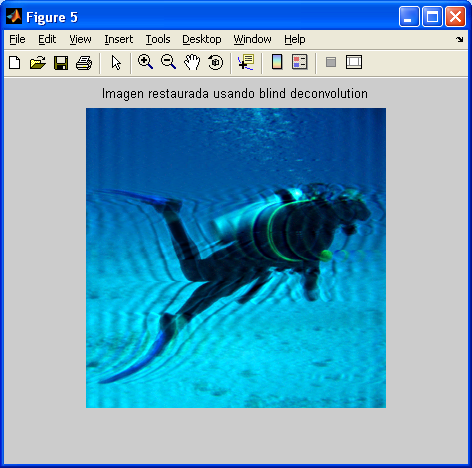 Figure 5
File Edit View Insert Tools Desktop Window Help
Imagen restaurada usando blind deconvolution